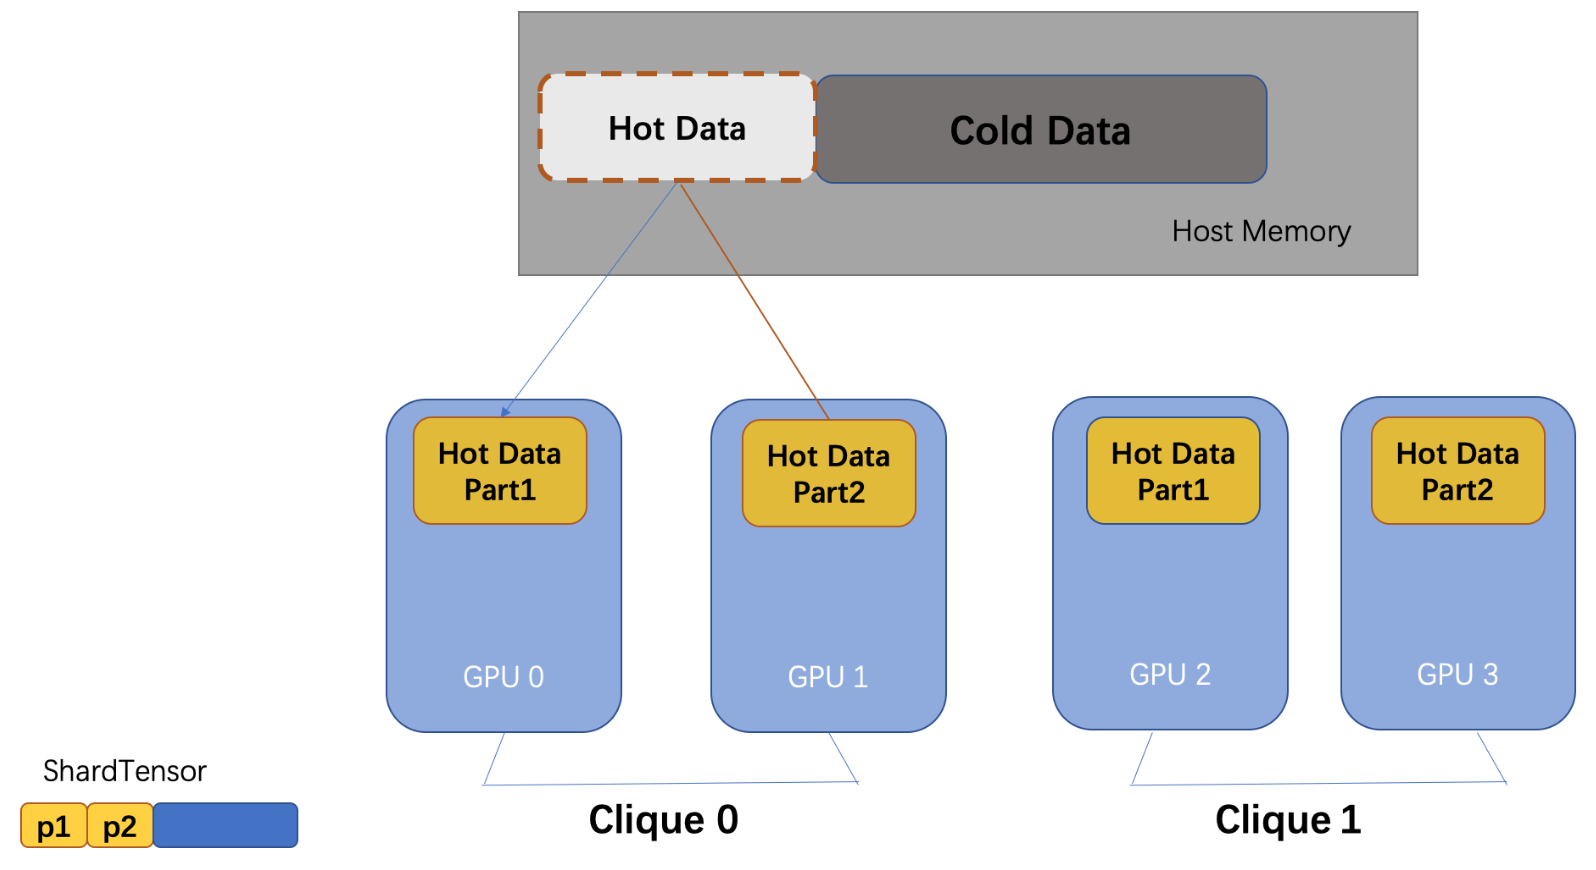 Hot Data
Cold Data
Host Memory
Hot Data
Part1
Hot Data
Part2
Hot Data
Part1
Hot Data
Part2
GPU 0
GPU 1
GPU 2
GPU 3
ShardTensor
p1
p2
Clique 0
Clique 1